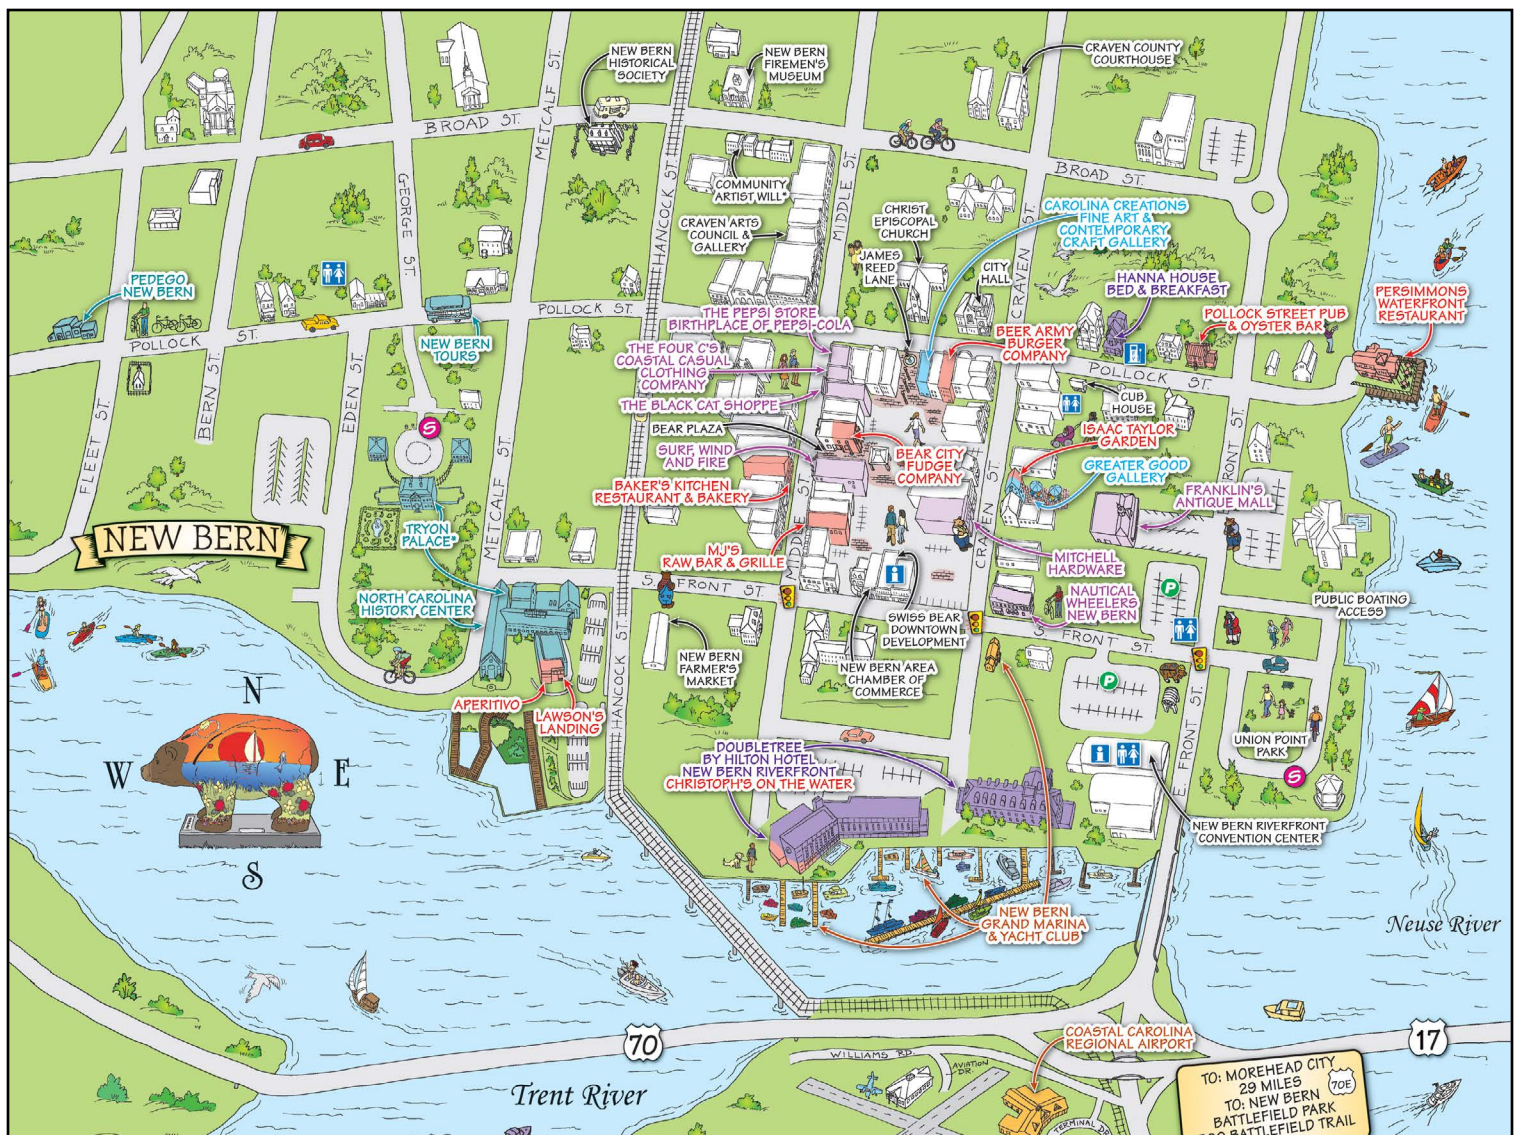 NEW BERN
HISTORICAL
SOCIETY
NEW BERN
FIREMEN'S
MUSEUM
CRAVEN COUNTY
COURTHOUSE
BROAD ST.
METCALF ST.
HANCOCK ST.
COMMUNITY
ARTIST WILL*
MIDDLE ST.
BROAD ST.
GEORGE ST.
CRAVEN ARTS
COUNCIL &
GALLERY
CHRIST
EPISCOPAL
CHURCH
CAROLINA CREATIONS
FINE ART &
CONTEMPORARY
CRAFT GALLERY
CRAVEN ST.
JAMES
REED
LANE
CITY
HALL
HANNA HOUSE
BED & BREAKFAST
PERSIMMONS
WATERFRONT
RESTAURANT
PEDEGO
NEW BERN
POLLOCK ST.
NEW BERN
TOURS
POLLOCK ST.
THE PEPSI STORE
BIRTHPLACE OF PEPSI-COLA
BEER ARMY
BURGER
COMPANY
POLLOCK STREET PUB
& OYSTER BAR
THE FOUR C'S
COASTAL CASUAL
CLOTHING
COMPANY
POLLOCK ST.
THE BLACK CAT SHOPPE
CUB
HOUSE
BERN ST.
EBEN ST.
FLEET ST.
METCALF ST.
S
BEAR PLAZA
SURF, WIND
AND FIRE
BEAR CITY
FUDGE
COMPANY
ISAAC TAYLOR
GARDEN
GREATER GOOD
GALLERY
BAKER'S KITCHEN
RESTAURANT & BAKERY
FRANKLIN'S
ANTIQUE MALL
CRAVEN ST.
NEW BERN
TRYON
PALACE*
MJ'S
RAW BAR & GRILLE
MITCHELL
HARDWARE
S. FRONT ST.
NORTH CAROLINA
HISTORY CENTER
i
P
NAUTICAL
WHEELERS
NEW BERN
PUBLIC BOATING
ACCESS
SWISS BEAR
DOWNTOWN
DEVELOPMENT
S. FRONT ST.
HANCOCK ST.
NEW BERN
FARMER'S
MARKET
NEW BERN AREA
CHAMBER OF
COMMERCE
P
APERITIVO
LAWSON'S
LANDING
N
W
E
S
DOUBLETREE
BY HILTON HOTEL
NEW BERN RIVERFRONT
CHRISTOPH'S ON THE WATER
i
E. FRONT ST.
UNION POINT
PARK
S
NEW BERN RIVERFRONT
CONVENTION CENTER
NEW BERN
GRAND MARINA
& YACHT CLUB
Neuse River
70
COASTAL CAROLINA
REGIONAL AIRPORT
17
WILLIAMS RD.
AVIATION
DR.
Trent River
TERMINAL DR.
TO: MOREHEAD CITY
29 MILES
70E
TO: NEW BERN
BATTLEFIELD PARK
BATTLEFIELD TRAIL